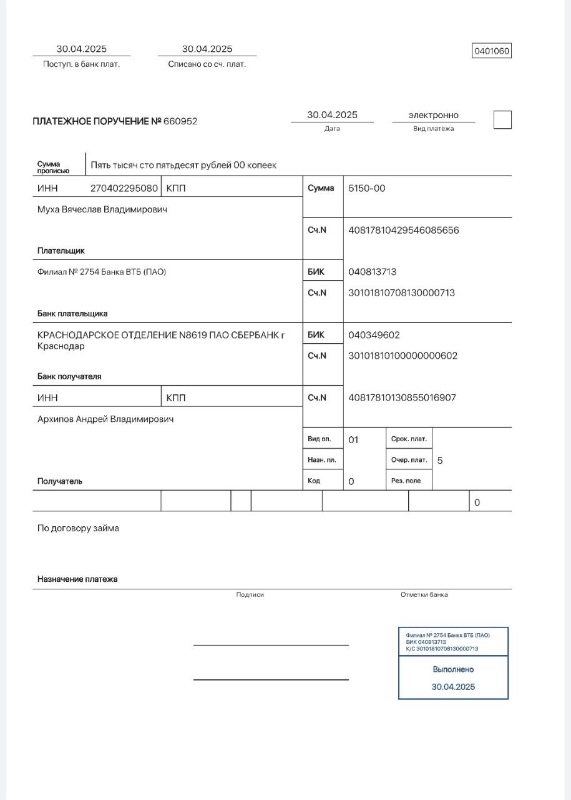 30.04.2025 30.04.2025 0401060
Поступ. в банк плат. Списано со сч. плат.
ПЛАТЕЖНОЕ ПОРУЧЕНИЕ № 660952 30.04.2025 электронно
Дата Вид платежа
Сумма прописью Пять тысяч сто пятьдесят рублей 00 копеек
ИНН 270402295080 КПП Сумма 5150-00
Муха Вячеслав Владимирович
Сч.N 40817810429546085656
Плательщик
Филиал № 2754 Банка ВТБ (ПАО) БИК 040813713
Сч.N 30101810708130000713
Банк плательщика
КРАСНОДАРСКОЕ ОТДЕЛЕНИЕ N8619 ПАО СБЕРБАНК г БИК 040349602
Краснодар
Сч.N 30101810100000000602
Банк получателя
ИНН КПП Сч.N 40817810130855016907
Архипов Андрей Владимирович
Вид оп. 01 Срок. плат.
Назн. пл. Очер. плат. 5
Получатель Код 0 Рез. поле
0
По договору займа
Назначение платежа
Подписи Отметки банка
Филиал № 2754 Банка ВТБ (ПАО)
БИК 040813713
К/С 30101810708130000713
Выполнено
30.04.2025